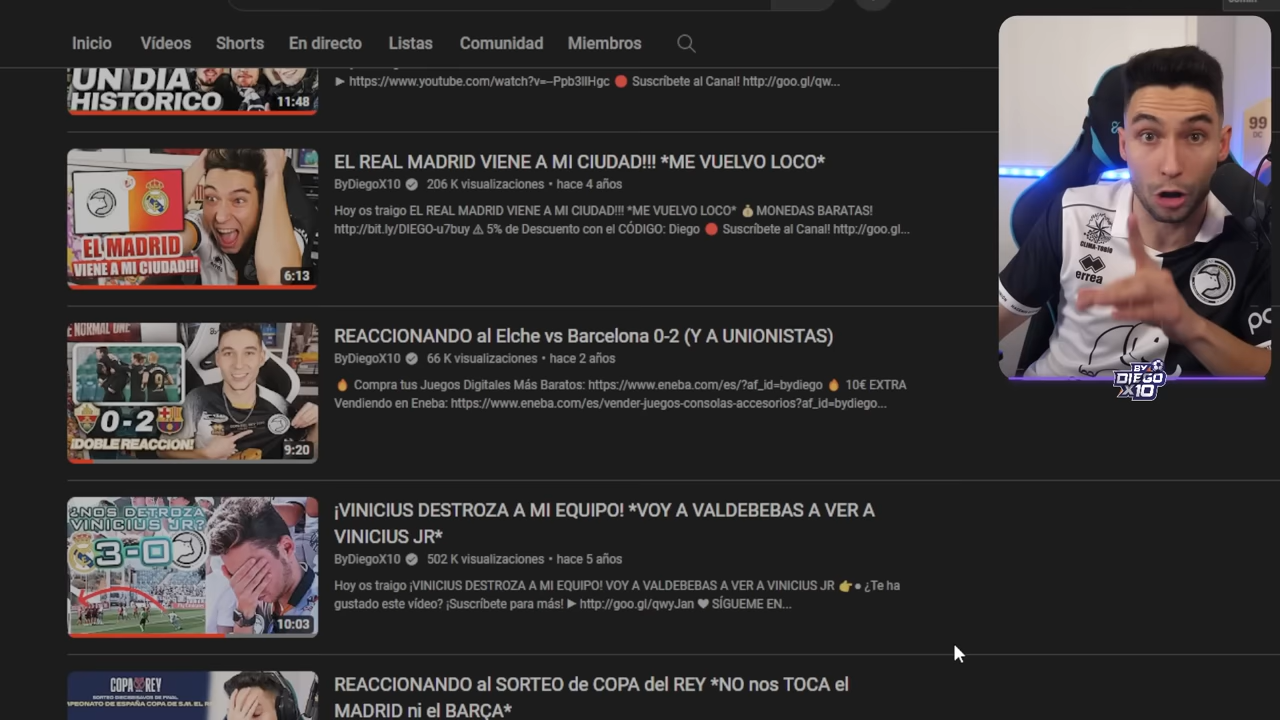 Inicio Vídeos Shorts En directo Listas Comunidad Miembros
UN DIA
HISTÓRICO
11:48
► https://www.youtube.com/watch?v=--Ppb3lIHgc 🔴 Suscríbete al Canal! http://goo.gl/qw...
EL MADRID
VIENE A MI CIUDAD!!!
6:13
EL REAL MADRID VIENE A MI CIUDAD!!! *ME VUELVO LOCO*
ByDiegoX10 206 K visualizaciones • hace 4 años
Hoy os traigo EL REAL MADRID VIENE A MI CIUDAD!!! *ME VUELVO LOCO* 💰 MONEDAS BARATAS!
http://bit.ly/DIEGO-u7buy ⚠ 5% de Descuento con el CÓDIGO: Diego 🔴 Suscríbete al Canal! http://goo.gl...
99
CLIMA-TORÍO
errea
BY
DIEGO
X10
E NORMAL ONE
0-2
¡DOBLE REACCION!
9:20
REACCIONANDO al Elche vs Barcelona 0-2 (Y A UNIONISTAS)
ByDiegoX10 66 K visualizaciones • hace 2 años
🔥 Compra tus Juegos Digitales Más Baratos: https://www.eneba.com/es/?af_id=bydiego 🔥 10€ EXTRA
Vendiendo en Eneba: https://www.eneba.com/es/vender-juegos-consolas-accesorios?af_id=bydiego...
¿NOS DETROZA
VINICIUS JR?
3-0
10:03
¡VINICIUS DESTROZA A MI EQUIPO! *VOY A VALDEBEBAS A VER A
VINICIUS JR*
ByDiegoX10 502 K visualizaciones • hace 5 años
Hoy os traigo ¡VINICIUS DESTROZA A MI EQUIPO! VOY A VALDEBEBAS A VER A VINICIUS JR 👉● ¿Te ha
gustado este vídeo? ¡Suscríbete para más! ► http://goo.gl/qwyJan ♥ SÍGUEME EN...
COPA REY
REACCIONANDO al SORTEO de COPA del REY *NO nos TOCA el
MADRID ni el BARÇA*